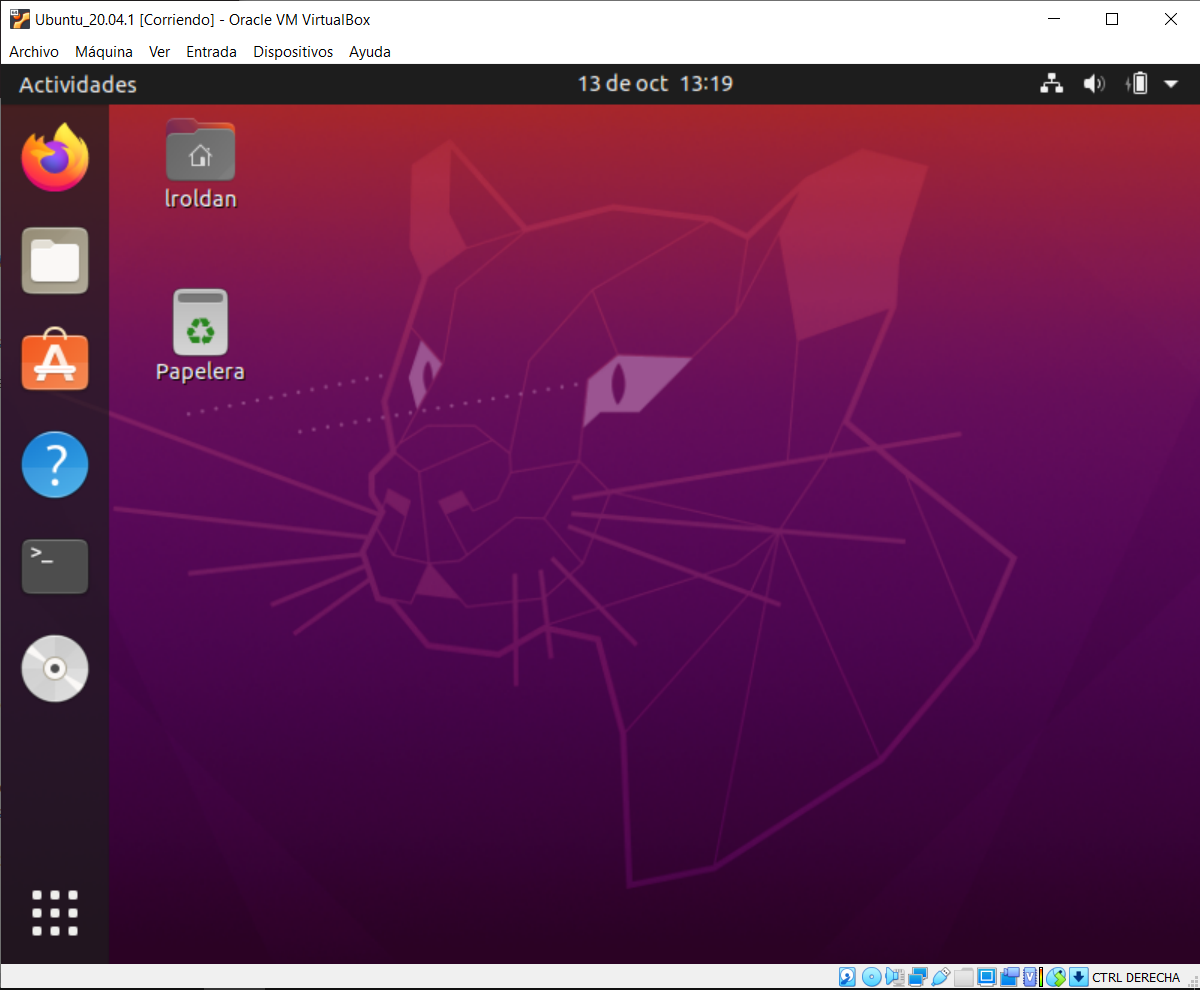 Ubuntu_20.04.1 [Corriendo] - Oracle VM VirtualBox
Archivo Máquina Ver Entrada Dispositivos Ayuda
Actividades 13 de oct 13:19
lroldan
Papelera
CTRL DERECHA